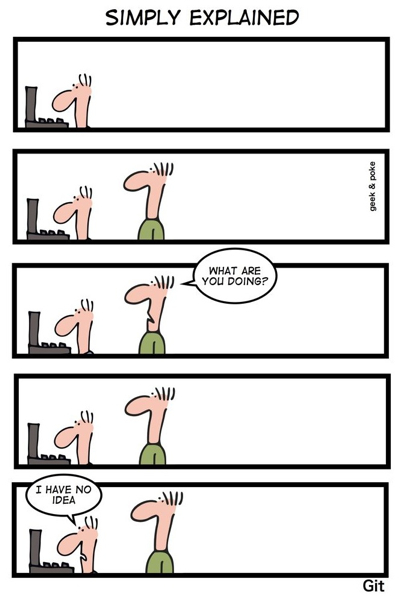 SIMPLY EXPLAINED
geek & poke
WHAT ARE
YOU DOING?
I HAVE NO
IDEA
Git